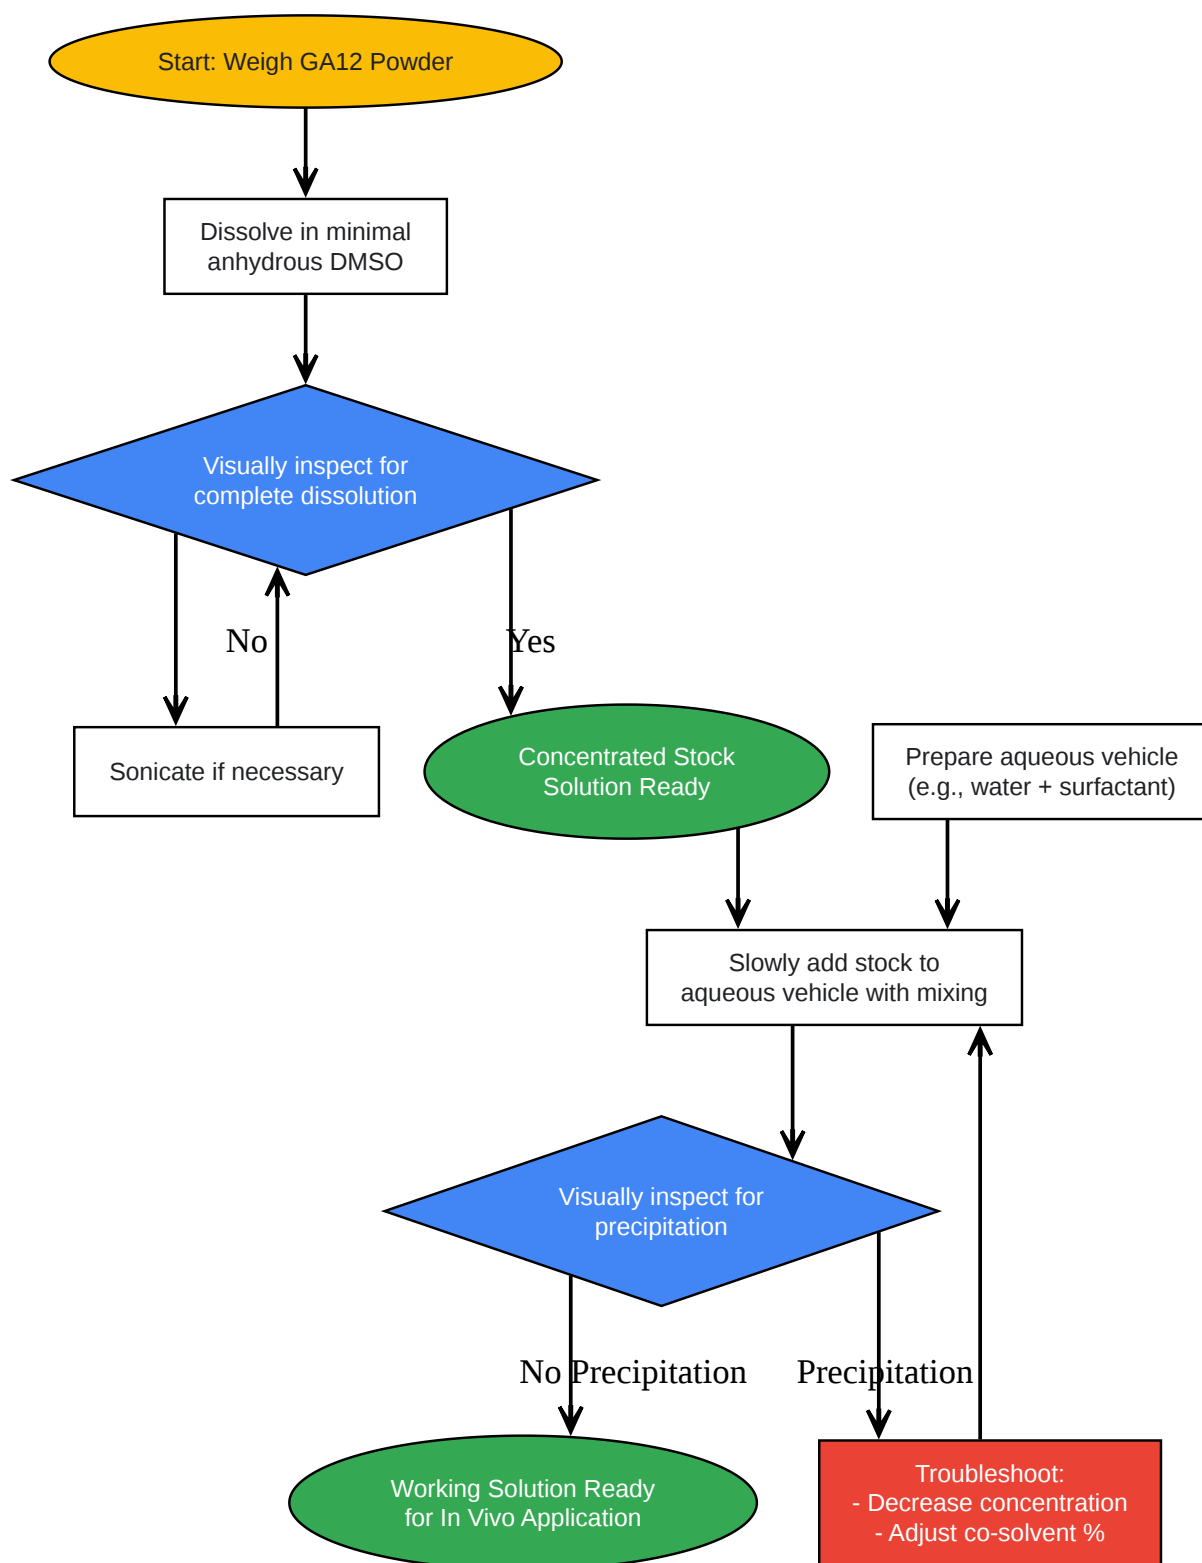 Start: Weigh GA12 Powder
Dissolve in minimal
anhydrous DMSO
Visually inspect for
complete dissolution
No
Yes
Sonicate if necessary
Concentrated Stock
Solution Ready
Prepare aqueous vehicle
(e.g., water + surfactant)
Slowly add stock to
aqueous vehicle with mixing
Visually inspect for
precipitation
No Precipitation
Precipitation
Working Solution Ready
for In Vivo Application
Troubleshoot:
- Decrease concentration
- Adjust co-solvent %